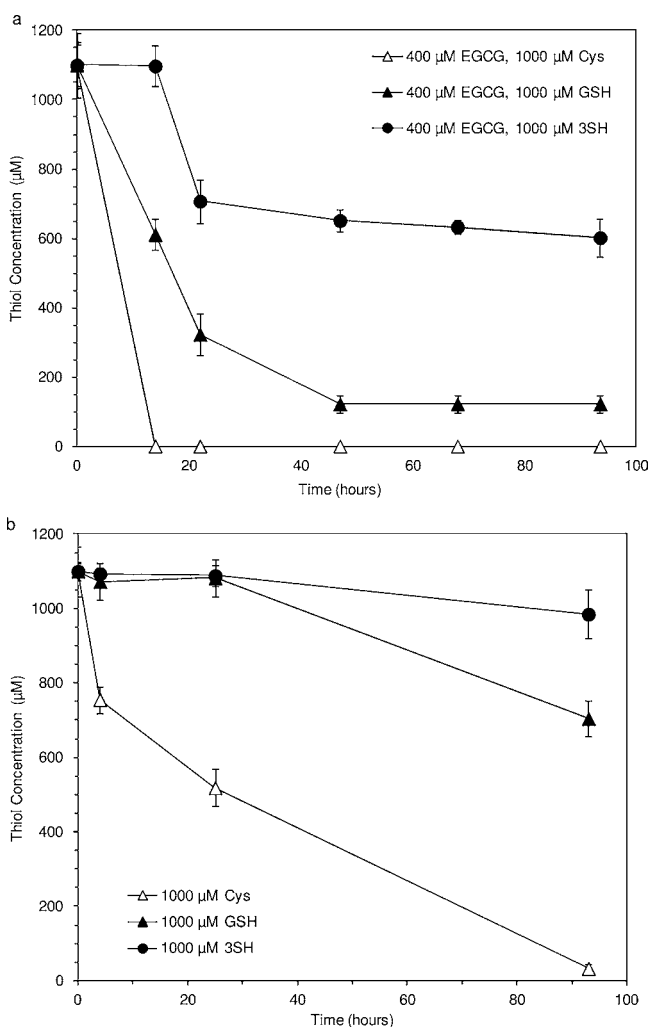 a
1200
1000
800
600
400
200
0
Thiol Concentration (µM)
400 µM EGCG, 1000 µM Cys
400 µM EGCG, 1000 µM GSH
400 µM EGCG, 1000 µM 3SH
0 20 40 60 80 100
Time (hours)
b
1200
1000
800
600
400
200
0
Thiol Concentration (µM)
1000 µM Cys
1000 µM GSH
1000 µM 3SH
0 20 40 60 80 100
Time (hours)